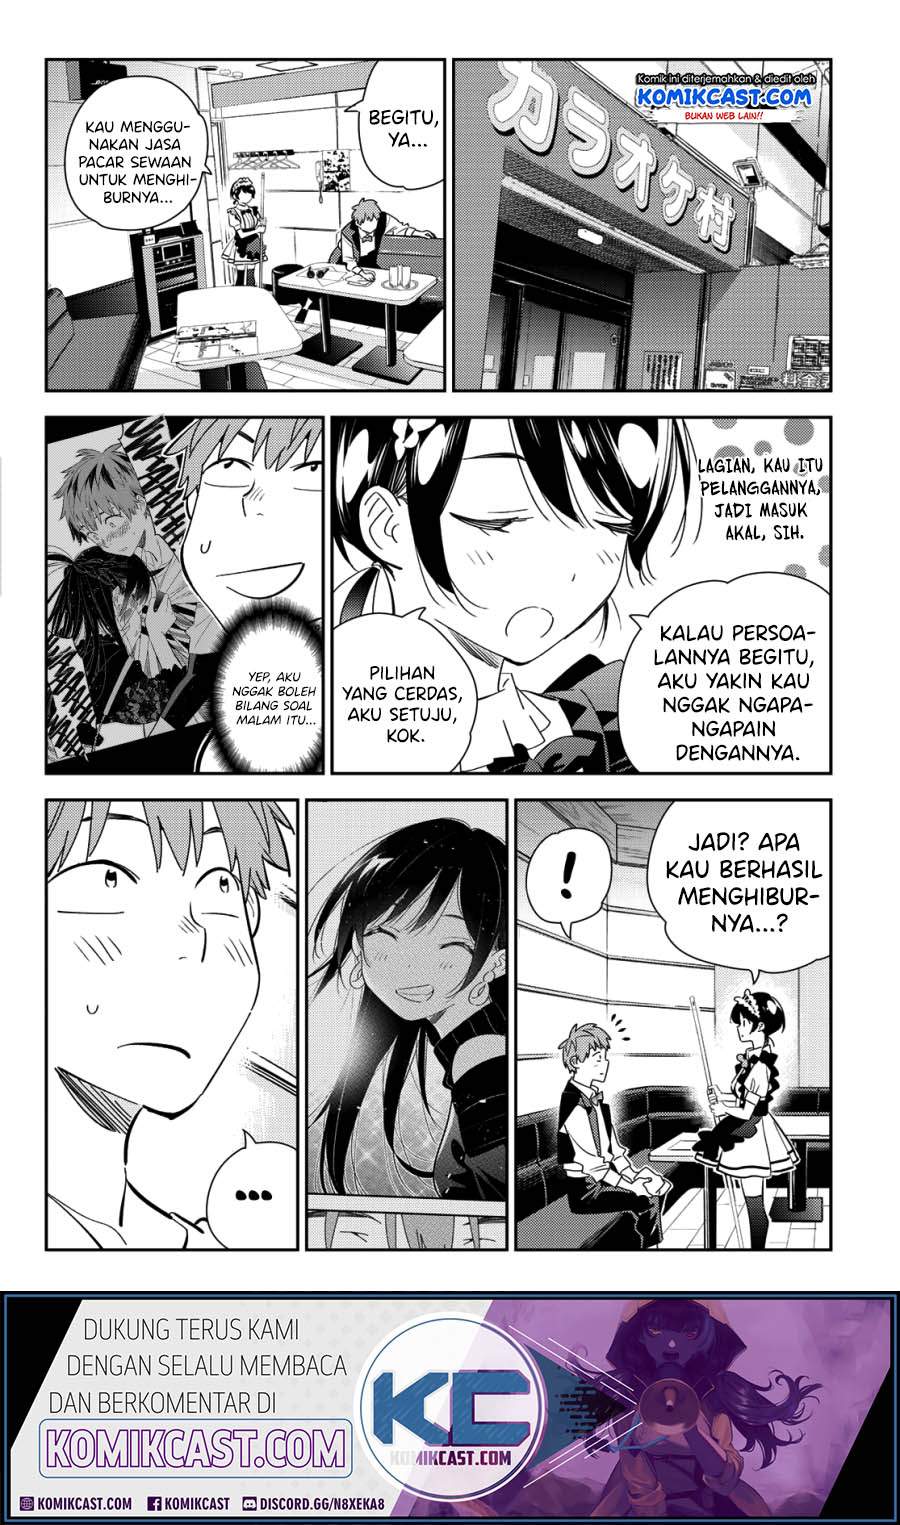 Komik ini diterjemahkan & diedit oleh
KOMIKCAST.COM
BUKAN WEB LAIN!!
カラオケ村
料金
BEGITU,
YA...
KAU MENGGU-
NAKAN JASA
PACAR SEWAAN
UNTUK MENGHI-
BURNYA...
LAGIAN, KAU ITU
PELANGGANNYA,
JADI MASUK
AKAL, SIH.
KALAU PERSOA-
LANNYA BEGITU,
AKU YAKIN KAU
NGGAK NGAPA-
NGAPAIN
DENGANNYA.
PILIHAN
YANG CERDAS,
AKU SETUJU,
KOK.
YEP, AKU
NGGAK BOLEH
BILANG SOAL
MALAM ITU...
JADI? APA
KAU BERHASIL
MENGHIBUR-
NYA...?
!
...
DUKUNG TERUS KAMI
DENGAN SELALU MEMBACA
DAN BERKOMENTAR DI
KOMIKCAST.COM
KC
KOMIKCAST.COM
KOMIKCAST.COM
KOMIKCAST
DISCORD.GG/N8XEKA8